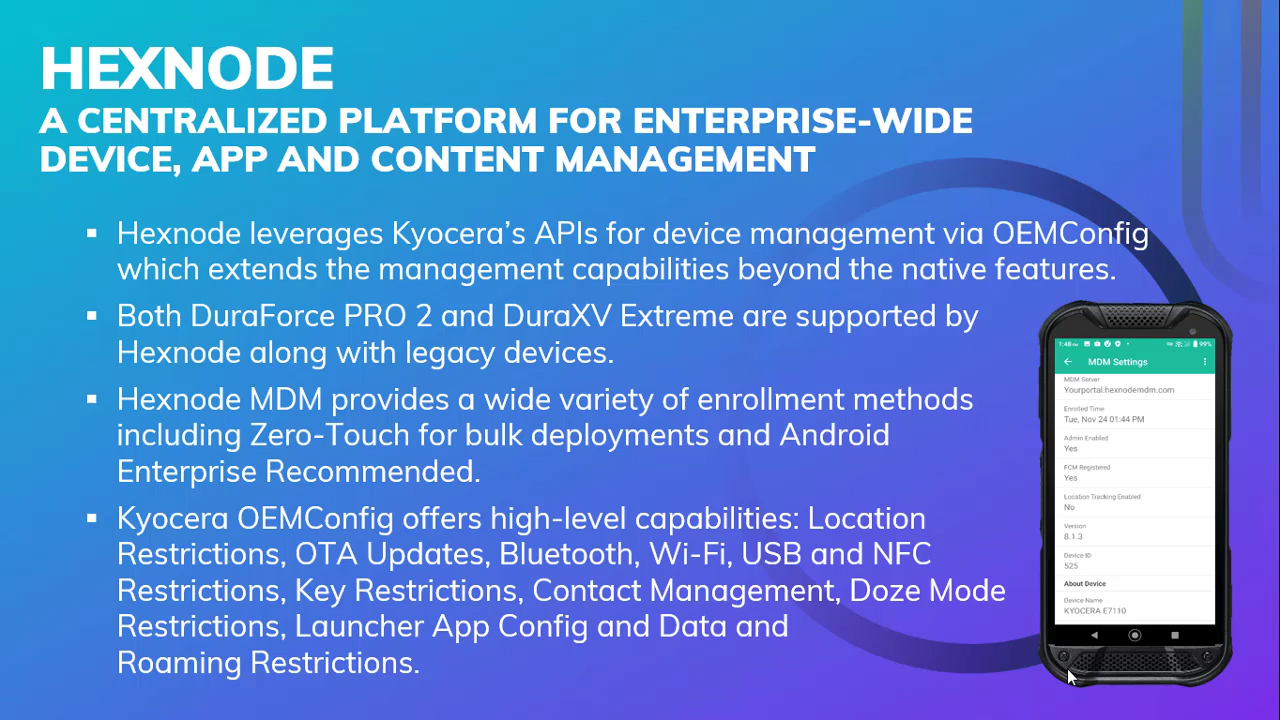 HEXNODE
A CENTRALIZED PLATFORM FOR ENTERPRISE-WIDE
DEVICE, APP AND CONTENT MANAGEMENT
▪ Hexnode leverages Kyocera’s APIs for device management via OEMConfig
which extends the management capabilities beyond the native features.
▪ Both DuraForce PRO 2 and DuraXV Extreme are supported by
Hexnode along with legacy devices.
▪ Hexnode MDM provides a wide variety of enrollment methods
including Zero-Touch for bulk deployments and Android
Enterprise Recommended.
▪ Kyocera OEMConfig offers high-level capabilities: Location
Restrictions, OTA Updates, Bluetooth, Wi-Fi, USB and NFC
Restrictions, Key Restrictions, Contact Management, Doze Mode
Restrictions, Launcher App Config and Data and
Roaming Restrictions.
1:48 PM 99%
MDM Settings
MDM Server
Yourportal.hexnodemdm.com
Enrolled Time
Tue, Nov 24 01:44 PM
Admin Enabled
Yes
FCM Registered
Yes
Location Tracking Enabled
No
Version
8.1.3
Device ID
525
About Device
Device Name
KYOCERA E7110